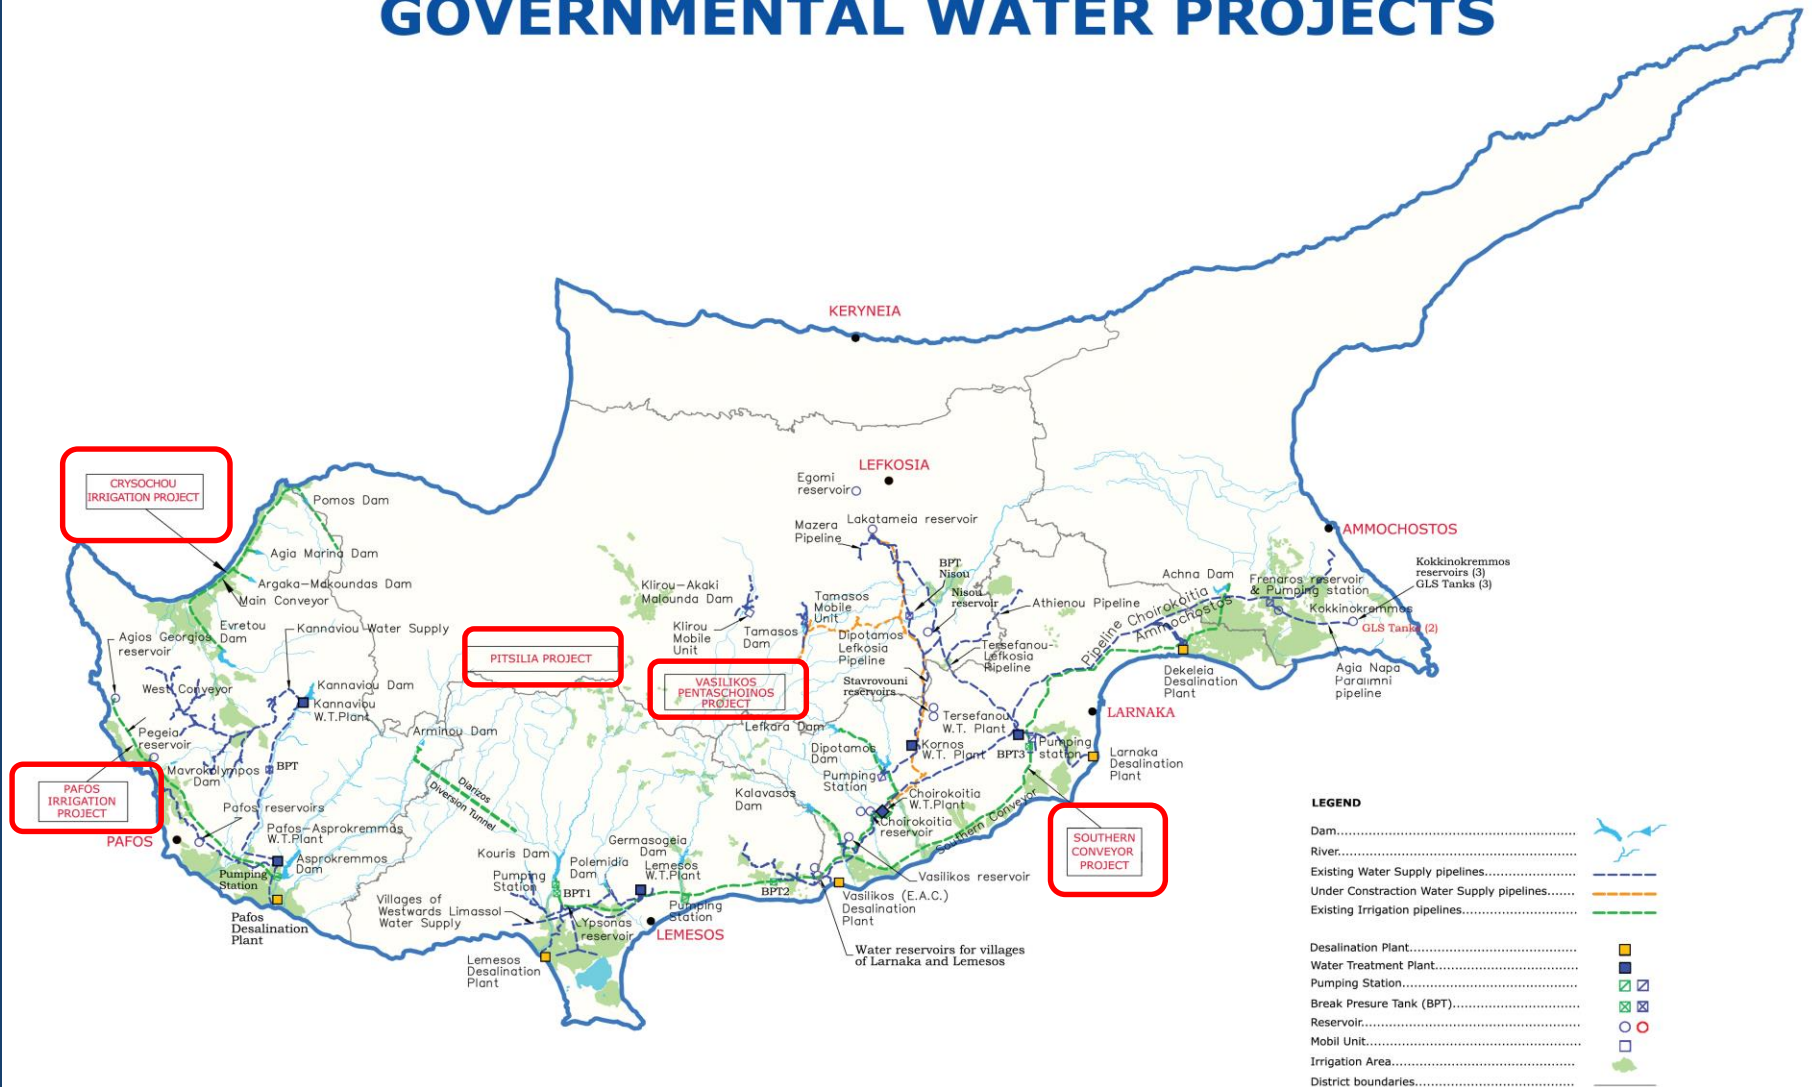 GOVERNMENTAL WATER PROJECTS
KERYNEIA
LEFKOSIA
Egomi
reservoir
CRYSOCHOU
IRRIGATION PROJECT
Pomos Dam
Mazera
Pipeline
Lakatameia reservoir
AMMOCHOSTOS
Agia Marina Dam
Argaka-Makoundas Dam
Main Conveyor
BPT
Nisou
Nisou
reservoir
Kokkinokremmos
reservoirs (3)
GLS Tanks (3)
Klirou-Akaki
Malounda Dam
Tamasos
Mobile
Unit
Athienou Pipeline
Achna Dam
Frenaros reservoir
& Pumping station
Kokkinokremmos
GLS Tanks (2)
Pipeline Choirokoitia
Ammochostos
Agios Georgios
reservoir
Evretou
Dam
Kannaviou Water Supply
Klirou
Mobile
Unit
Tamasos
Dam
Dipotamos
Lefkosia
Pipeline
Tersefanou-
Lefkosia
Pipeline
Dekeleia
Desalination
Plant
Agia Napa
Paralimni
pipeline
PITSILIA PROJECT
VASILIKOS
PENTASCHOINOS
PROJECT
Stavrovouni
reservoirs
West Conveyor
Kannaviou Dam
Kannaviou
W.T.Plant
LARNAKA
Pegeia
reservoir
Arminou Dam
Lefkara Dam
Tersefanou
W.T. Plant
Dipotamos
Dam
Kornos
W.T. Plant
BPT3
Pumping
station
Larnaka
Desalination
Plant
Mavrokolympos
Dam
BPT
Diarizos
Diversion Tunnel
Pumping
Station
PAFOS
IRRIGATION
PROJECT
Pafos reservoirs
Kalavasos
Dam
Choirokoitia
W.T.Plant
Choirokoitia
reservoir
Southern Conveyor
SOUTHERN
CONVEYOR
PROJECT
PAFOS
Pafos-Asprokremmas
W.T.Plant
Asprokremmos
Dam
Pumping
Station
Pafos
Desalination
Plant
Kouris Dam
Pumping
Station
Polemidia
Dam
Germasogeia
Dam
Lemesos
W.T.Plant
BPT1
BPT2
Vasilikos reservoir
Villages of
Westwards Limassol
Water Supply
Ypsonas
reservoir
Pumping
Station
LEMESOS
Vasilikos (E.A.C.)
Desalination
Plant
Water reservoirs for villages
of Larnaka and Lemesos
Lemesos
Desalination
Plant
LEGEND
Dam
River
Existing Water Supply pipelines
Under Constraction Water Supply pipelines
Existing Irrigation pipelines
Desalination Plant
Water Treatment Plant
Pumping Station
Break Presure Tank (BPT)
Reservoir
Mobil Unit
Irrigation Area
District boundaries